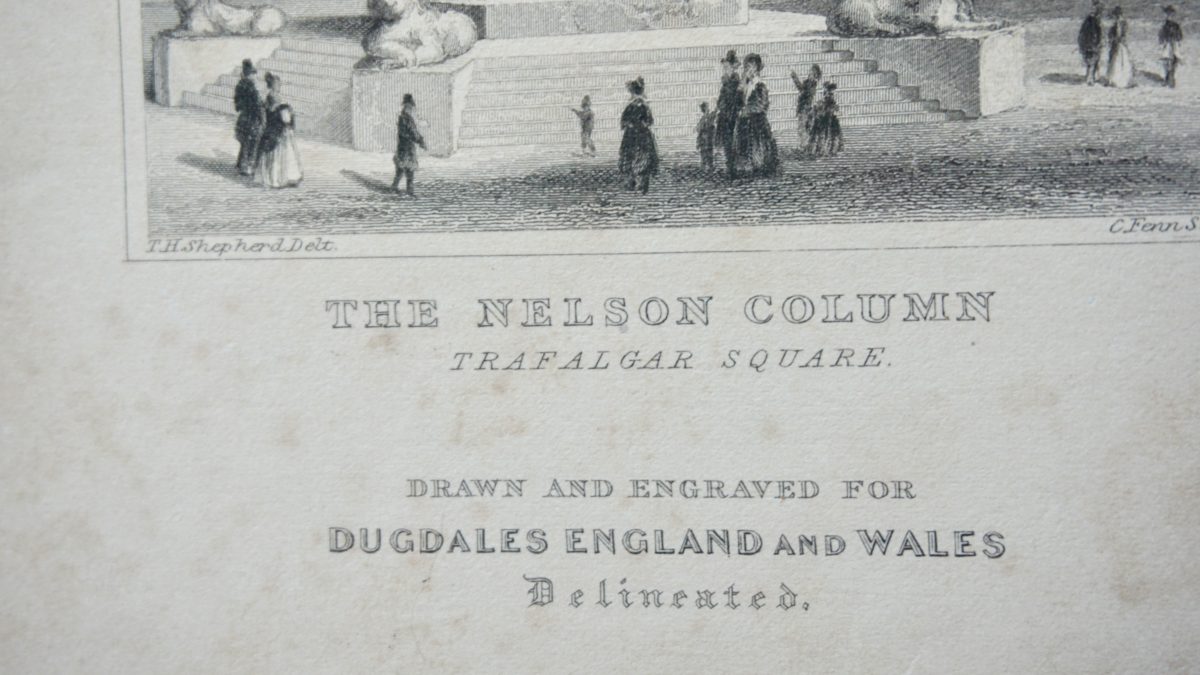 T.H.Shepherd Delt.
C.Fenn S
THE NELSON COLUMN
TRAFALGAR SQUARE.
DRAWN AND ENGRAVED FOR
DUGDALES ENGLAND AND WALES
Delineated.